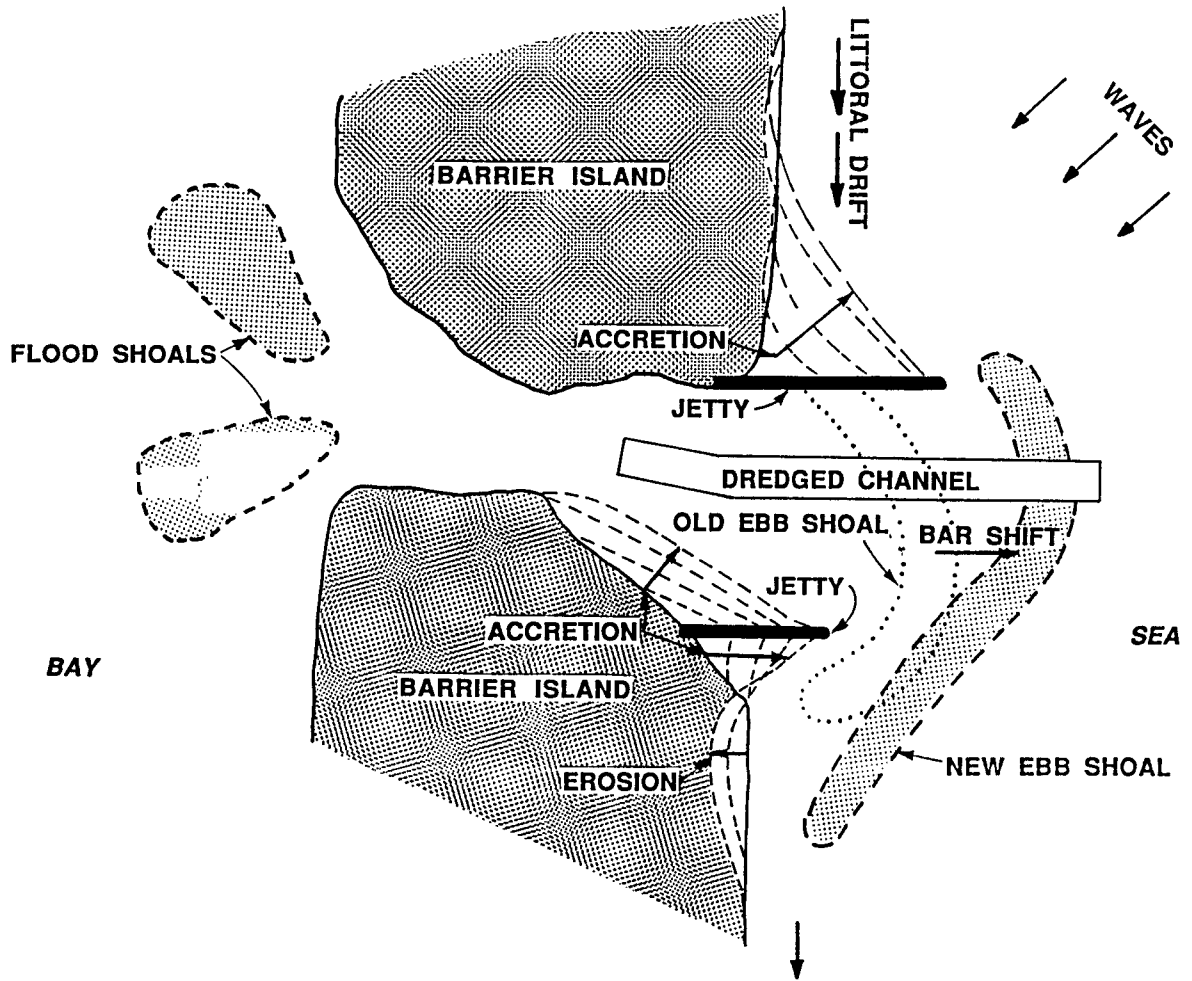 LITTORAL DRIFT
WAVES
BARRIER ISLAND
ACCRETION
FLOOD SHOALS
JETTY
DREDGED CHANNEL
OLD EBB SHOAL
BAR SHIFT
JETTY
ACCRETION
SEA
BAY
BARRIER ISLAND
EROSION
NEW EBB SHOAL